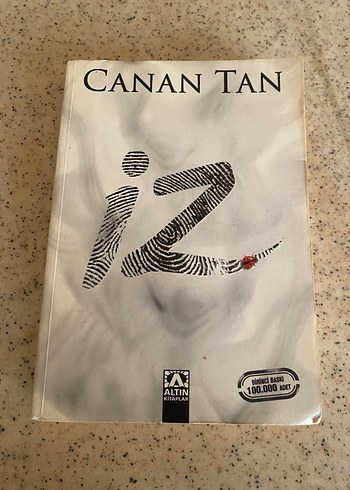 CANAN TAN
iz
BİRİNCİ BASKI
100.000 ADET
ALTIN
KİTAPLAR